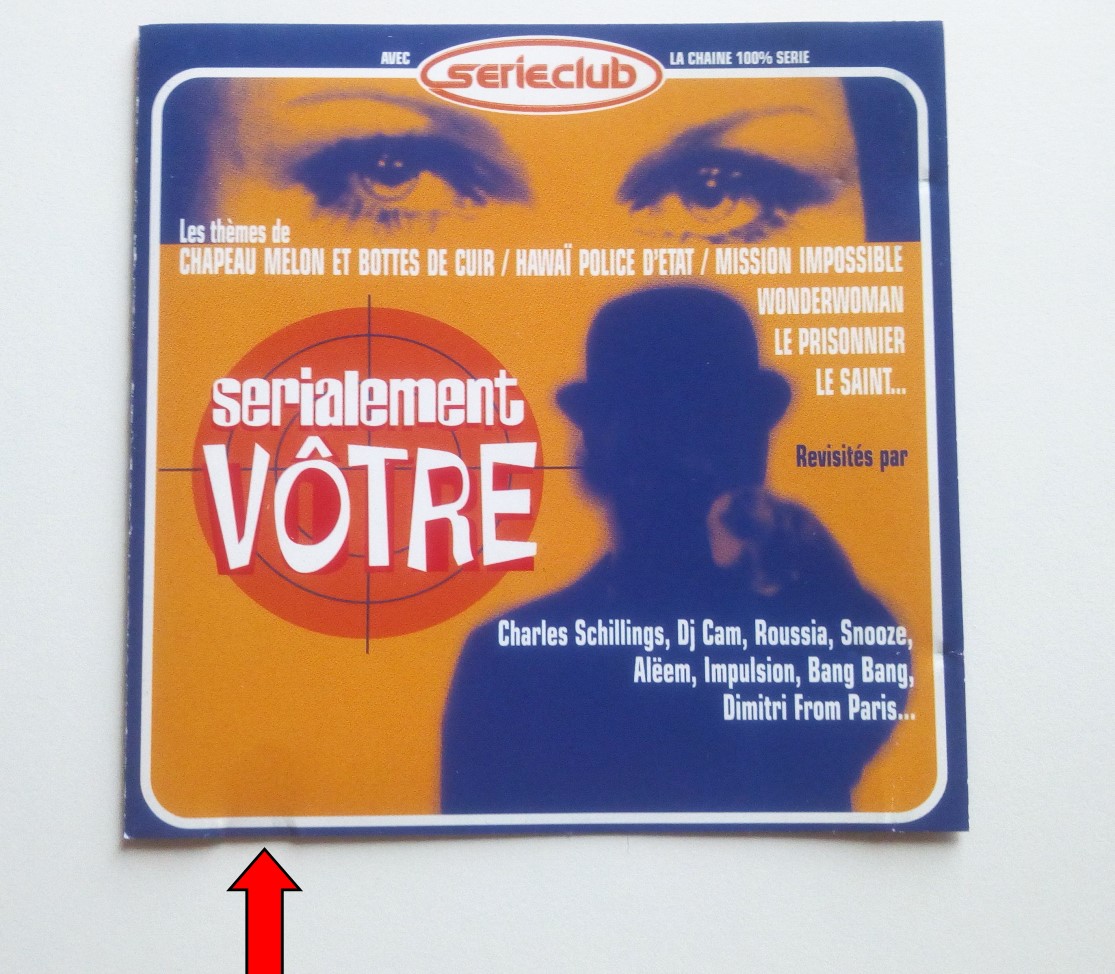 AVEC serieclub LA CHAINE 100% SERIE
Les thèmes de
CHAPEAU MELON ET BOTTES DE CUIR / HAWAÏ POLICE D'ETAT / MISSION IMPOSSIBLE
WONDERWOMAN
LE PRISONNIER
LE SAINT...
serialement
VÔTRE
Revisités par
Charles Schillings, Dj Cam, Roussia, Snooze,
Alëem, Impulsion, Bang Bang,
Dimitri From Paris...